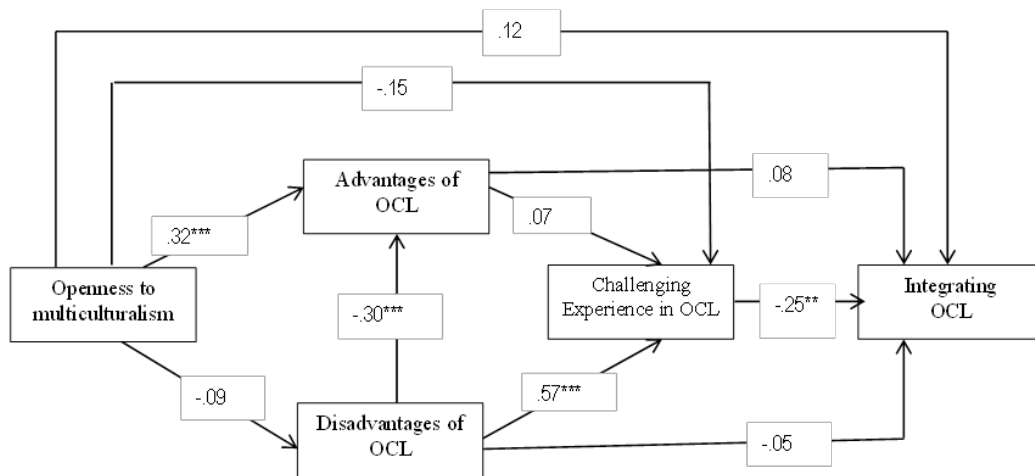 .12
-.15
Advantages of
OCL
.08
.07
.32***
Openness to
multiculturalism
Challenging
Experience in OCL
Integrating
OCL
-.30***
-.25**
-.09
.57***
Disadvantages of
OCL
-.05